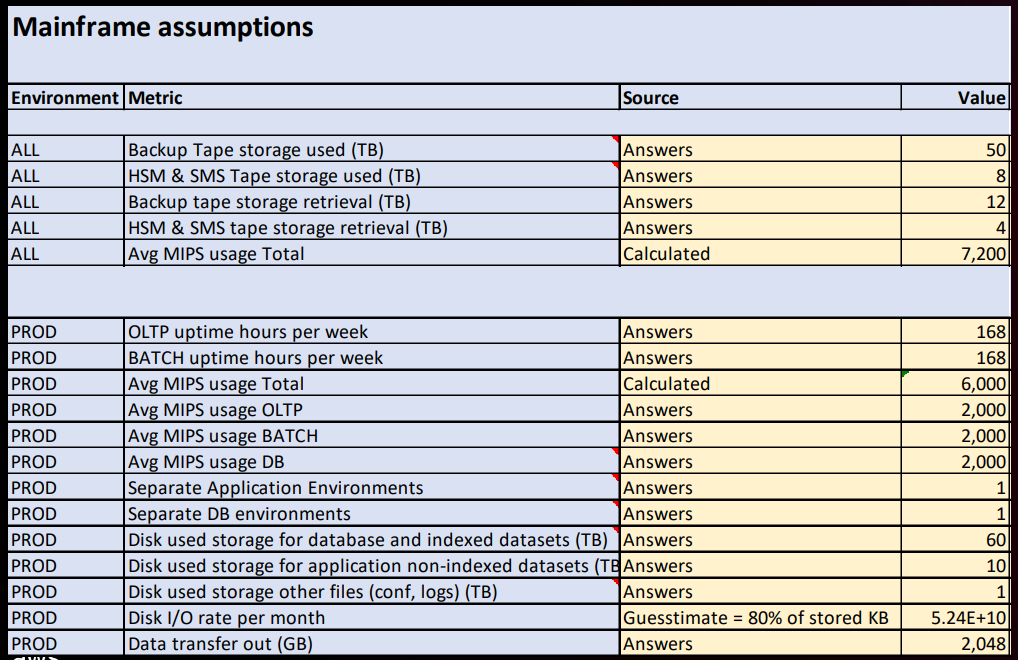 Mainframe assumptions
Environment Metric Source Value
ALL Backup Tape storage used (TB) Answers 50
ALL HSM & SMS Tape storage used (TB) Answers 8
ALL Backup tape storage retrieval (TB) Answers 12
ALL HSM & SMS tape storage retrieval (TB) Answers 4
ALL Avg MIPS usage Total Calculated 7,200
PROD OLTP uptime hours per week Answers 168
PROD BATCH uptime hours per week Answers 168
PROD Avg MIPS usage Total Calculated 6,000
PROD Avg MIPS usage OLTP Answers 2,000
PROD Avg MIPS usage BATCH Answers 2,000
PROD Avg MIPS usage DB Answers 2,000
PROD Separate Application Environments Answers 1
PROD Separate DB environments Answers 1
PROD Disk used storage for database and indexed datasets (TB) Answers 60
PROD Disk used storage for application non-indexed datasets (TB Answers 10
PROD Disk used storage other files (conf, logs) (TB) Answers 1
PROD Disk I/O rate per month Guesstimate = 80% of stored KB 5.24E+10
PROD Data transfer out (GB) Answers 2,048